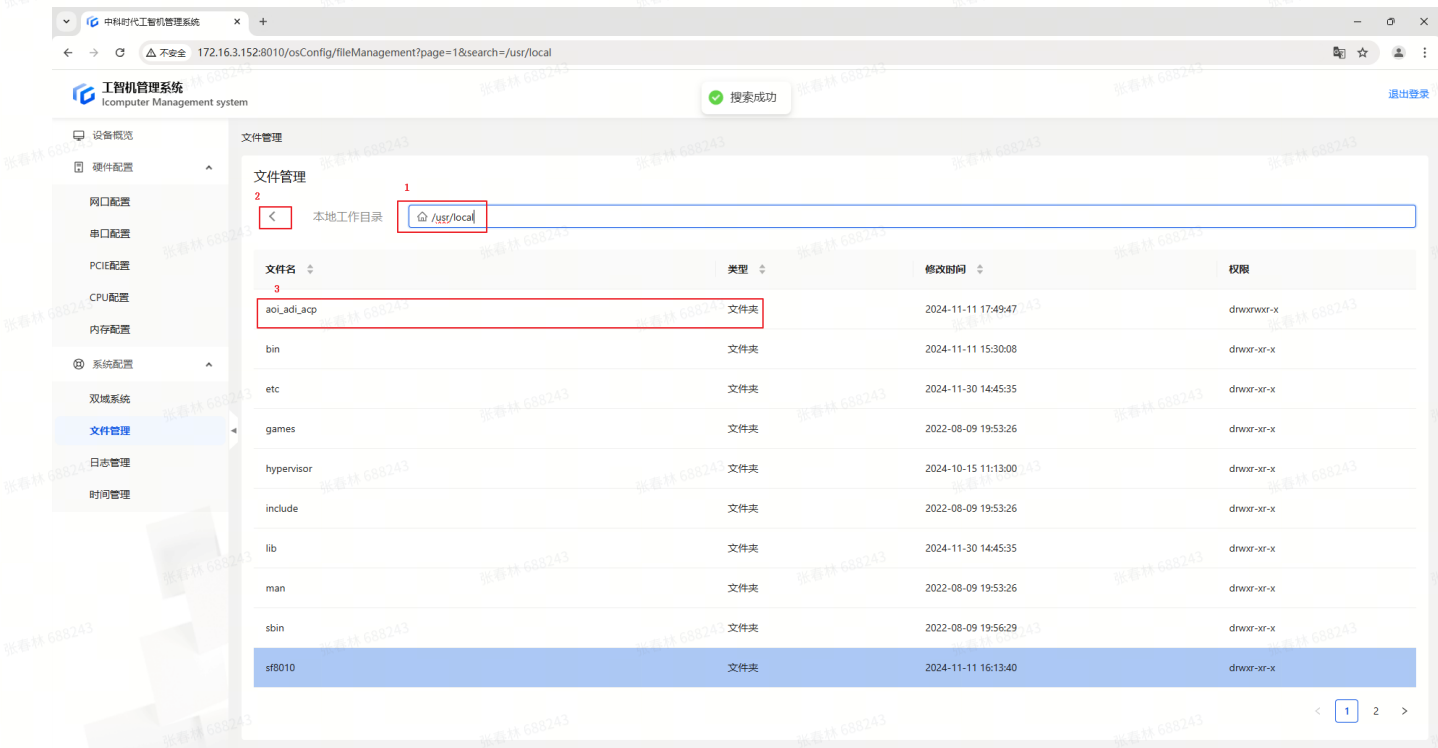 中科时代工智机管理系统
不安全 172.16.3.152:8010/osConfig/fileManagement?page=1&search=/usr/local
工智机管理系统
Icomputer Management system
搜索成功
退出登录
设备概览
硬件配置
网口配置
串口配置
PCIE配置
CPU配置
内存配置
系统配置
双域系统
文件管理
日志管理
时间管理
文件管理
文件管理
1
2
本地工作目录 /usr/local
文件名 类型 修改时间 权限
3
aoi_adi_acp 文件夹 2024-11-11 17:49:47 drwxrwxr-x
bin 文件夹 2024-11-11 15:30:08 drwxr-xr-x
etc 文件夹 2024-11-30 14:45:35 drwxr-xr-x
games 文件夹 2022-08-09 19:53:26 drwxr-xr-x
hypervisor 文件夹 2024-10-15 11:13:00 drwxr-xr-x
include 文件夹 2022-08-09 19:53:26 drwxr-xr-x
lib 文件夹 2024-11-30 14:45:35 drwxr-xr-x
man 文件夹 2022-08-09 19:53:26 drwxr-xr-x
sbin 文件夹 2022-08-09 19:56:29 drwxr-xr-x
sf8010 文件夹 2024-11-11 16:13:40 drwxr-xr-x
1 2
张春林 688243